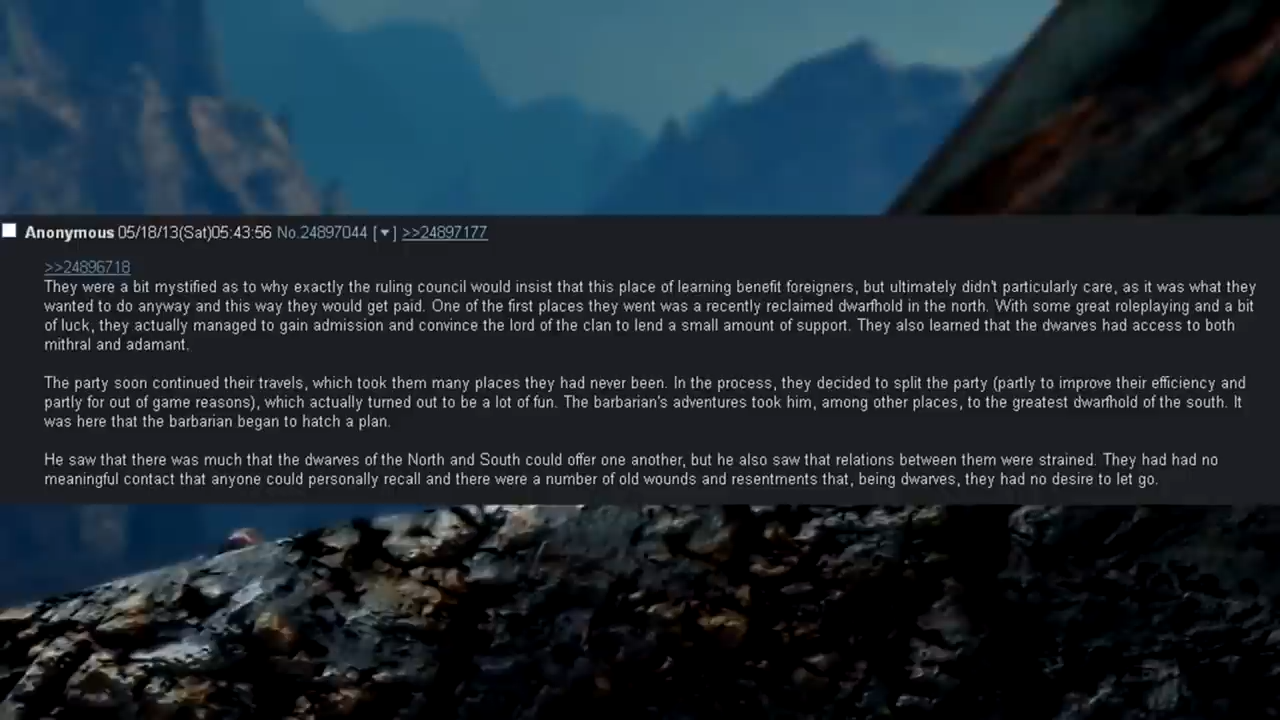 Anonymous 05/18/13(Sat)05:43:56 No.24897044 [▼] >>24897177
>>24896718
They were a bit mystified as to why exactly the ruling council would insist that this place of learning benefit foreigners, but ultimately didn't particularly care, as it was what they
wanted to do anyway and this way they would get paid. One of the first places they went was a recently reclaimed dwarfhold in the north. With some great roleplaying and a bit
of luck, they actually managed to gain admission and convince the lord of the clan to lend a small amount of support. They also learned that the dwarves had access to both
mithral and adamant.
The party soon continued their travels, which took them many places they had never been. In the process, they decided to split the party (partly to improve their efficiency and
partly for out of game reasons), which actually turned out to be a lot of fun. The barbarian's adventures took him, among other places, to the greatest dwarfhold of the south. It
was here that the barbarian began to hatch a plan.
He saw that there was much that the dwarves of the North and South could offer one another, but he also saw that relations between them were strained. They had had no
meaningful contact that anyone could personally recall and there were a number of old wounds and resentments that, being dwarves, they had no desire to let go.